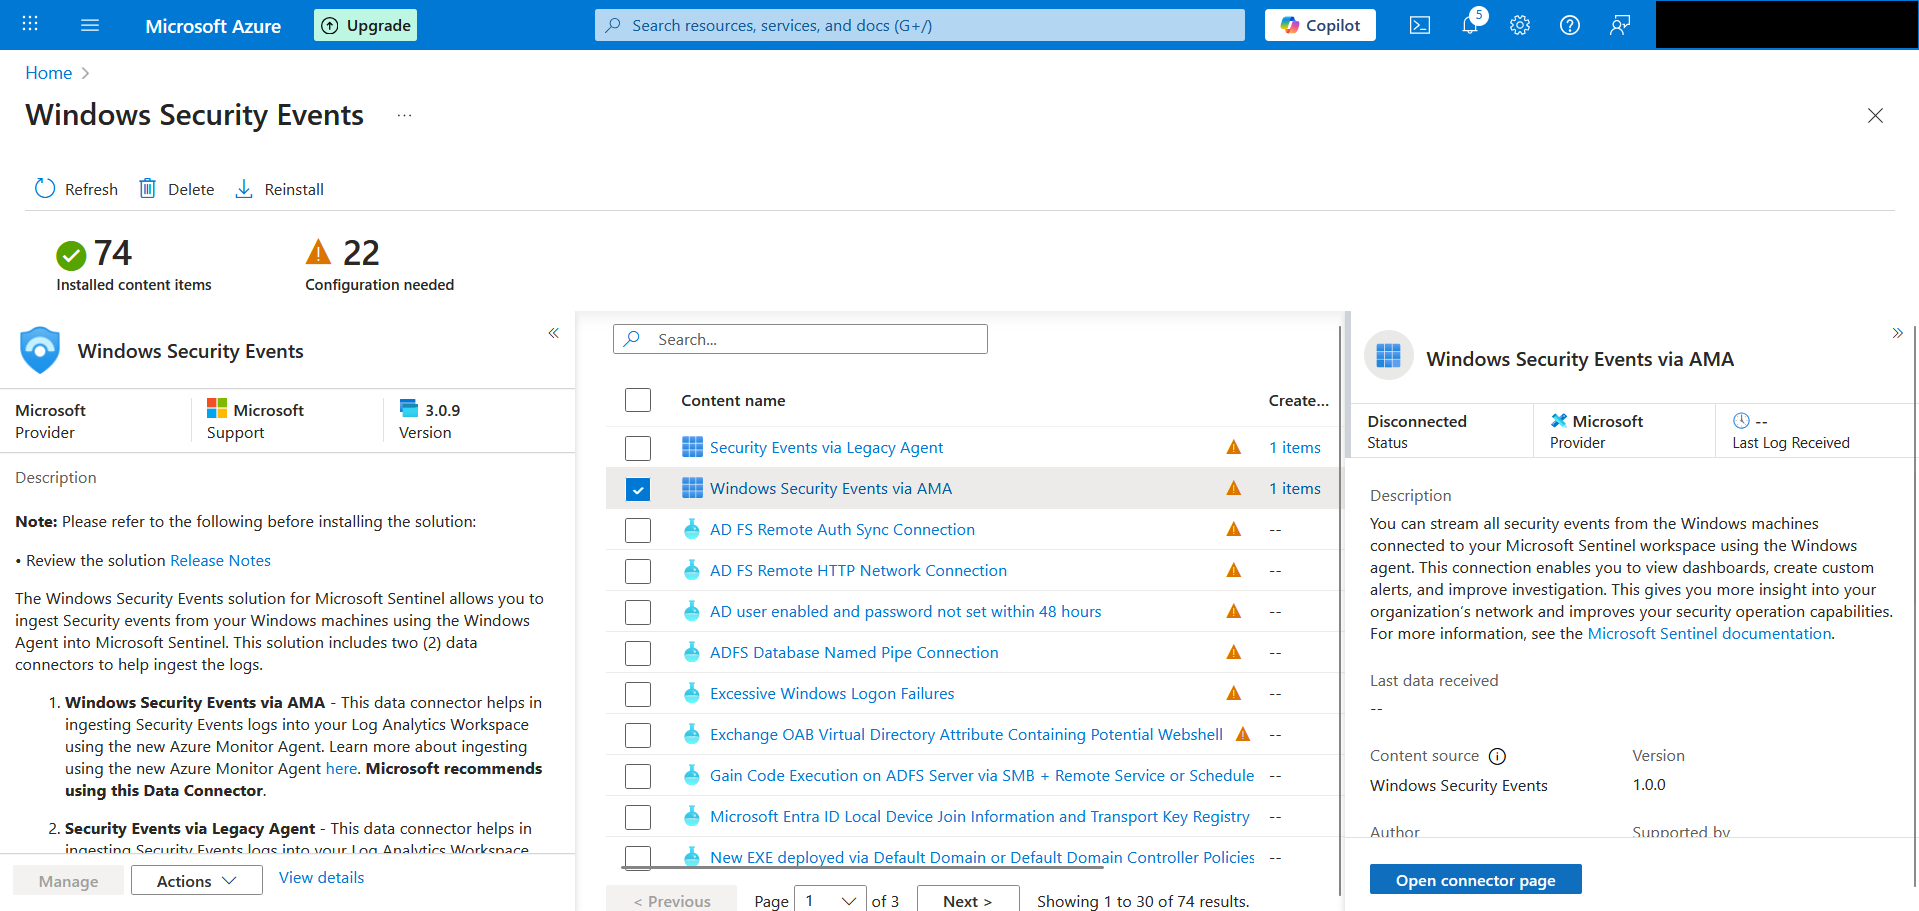 Microsoft Azure
Upgrade
Search resources, services, and docs (G+/)
Copilot
5
Home
Windows Security Events
...
Refresh
Delete
Reinstall
74
Installed content items
22
Configuration needed
Windows Security Events
Microsoft
Provider
Microsoft
Support
3.0.9
Version
Description
Note: Please refer to the following before installing the solution:
• Review the solution Release Notes
The Windows Security Events solution for Microsoft Sentinel allows you to
ingest Security events from your Windows machines using the Windows
Agent into Microsoft Sentinel. This solution includes two (2) data
connectors to help ingest the logs.
1. Windows Security Events via AMA - This data connector helps in
ingesting Security Events logs into your Log Analytics Workspace
using the new Azure Monitor Agent. Learn more about ingesting
using the new Azure Monitor Agent here. Microsoft recommends
using this Data Connector.
2. Security Events via Legacy Agent - This data connector helps in
ingesting Security Events logs into your Log Analytics Workspace
Manage
Actions
View details
Search...
Content name
Create...
Security Events via Legacy Agent
1 items
Windows Security Events via AMA
1 items
AD FS Remote Auth Sync Connection
--
AD FS Remote HTTP Network Connection
--
AD user enabled and password not set within 48 hours
--
ADFS Database Named Pipe Connection
--
Excessive Windows Logon Failures
--
Exchange OAB Virtual Directory Attribute Containing Potential Webshell
--
Gain Code Execution on ADFS Server via SMB + Remote Service or Schedule
--
Microsoft Entra ID Local Device Join Information and Transport Key Registry
--
New EXE deployed via Default Domain or Default Domain Controller Policies
--
< Previous
Page 1 of 3
Next >
Showing 1 to 30 of 74 results.
Windows Security Events via AMA
Disconnected
Status
Microsoft
Provider
--
Last Log Received
Description
You can stream all security events from the Windows machines
connected to your Microsoft Sentinel workspace using the Windows
agent. This connection enables you to view dashboards, create custom
alerts, and improve investigation. This gives you more insight into your
organization's network and improves your security operation capabilities.
For more information, see the Microsoft Sentinel documentation.
Last data received
--
Content source
Version
Windows Security Events
1.0.0
Author
Supported by
Open connector page